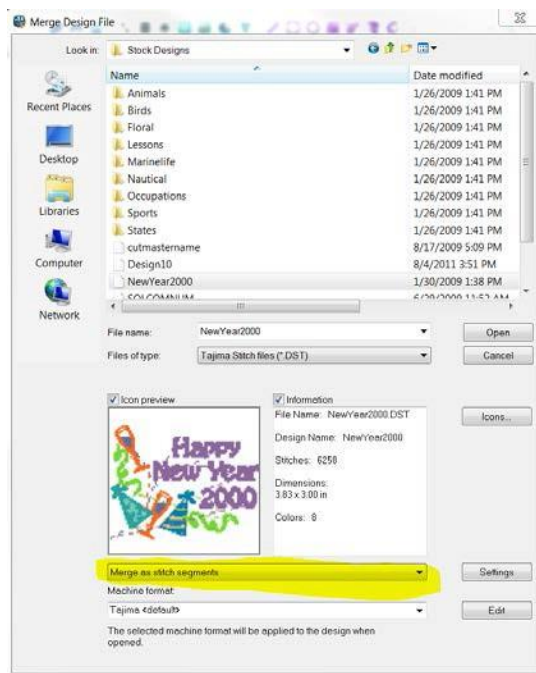 Merge Design File
Look in:
Stock Designs
Name
Date modified
Recent Places
Desktop
Libraries
Computer
Network
Animals 1/26/2009 1:41 PM
Birds 1/26/2009 1:41 PM
Floral 1/26/2009 1:41 PM
Lessons 1/26/2009 1:41 PM
Marinelife 1/26/2009 1:41 PM
Nautical 1/26/2009 1:41 PM
Occupations 1/26/2009 1:41 PM
Sports 1/26/2009 1:41 PM
States 1/26/2009 1:41 PM
cutmastername 8/17/2009 5:09 PM
Design10 8/4/2011 3:51 PM
NewYear2000 1/30/2009 1:38 PM
File name: NewYear2000 Open
Files of type: Tajima Stitch files (*.DST) Cancel
Icon preview
Happy
New Year
2000
Information
File Name: NewYear2000.DST
Design Name: NewYear2000
Stitches: 6258
Dimensions:
3.83 x 3.00 in
Colors: 8
Icons...
Merge as stitch segments Settings
Machine format:
Tajima <default> Edit
The selected machine format will be applied to the design when
opened.